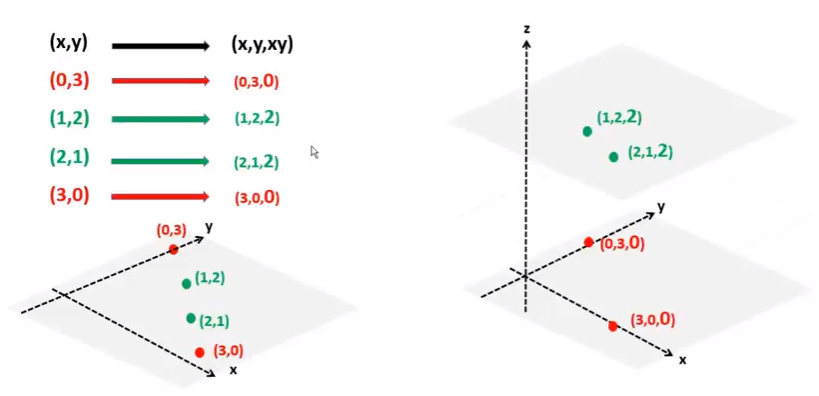 (x,y) (x,y,xy)
(0,3) (0,3,0)
(1,2) (1,2,2)
(2,1) (2,1,2)
(3,0) (3,0,0)
(0,3) y
(1,2)
(2,1)
(3,0)
x
z
(1,2,2)
(2,1,2)
y
(0,3,0)
(3,0,0)
x